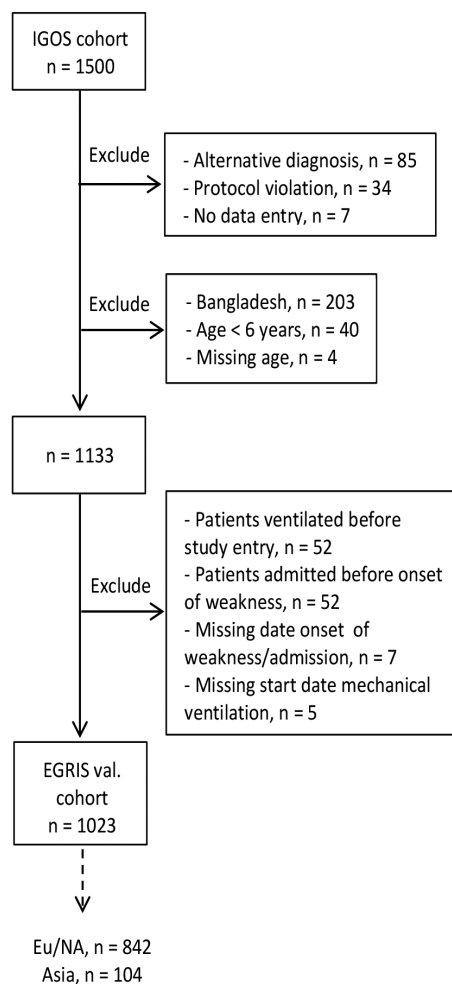 IGOS cohort
n = 1500
Exclude
- Alternative diagnosis, n = 85
- Protocol violation, n = 34
- No data entry, n = 7
Exclude
- Bangladesh, n = 203
- Age < 6 years, n = 40
- Missing age, n = 4
n = 1133
Exclude
- Patients ventilated before
study entry, n = 52
- Patients admitted before onset
of weakness, n = 52
- Missing date onset of
weakness/admission, n = 7
- Missing start date mechanical
ventilation, n = 5
EGRIS val.
cohort
n = 1023
Eu/NA, n = 842
Asia, n = 104